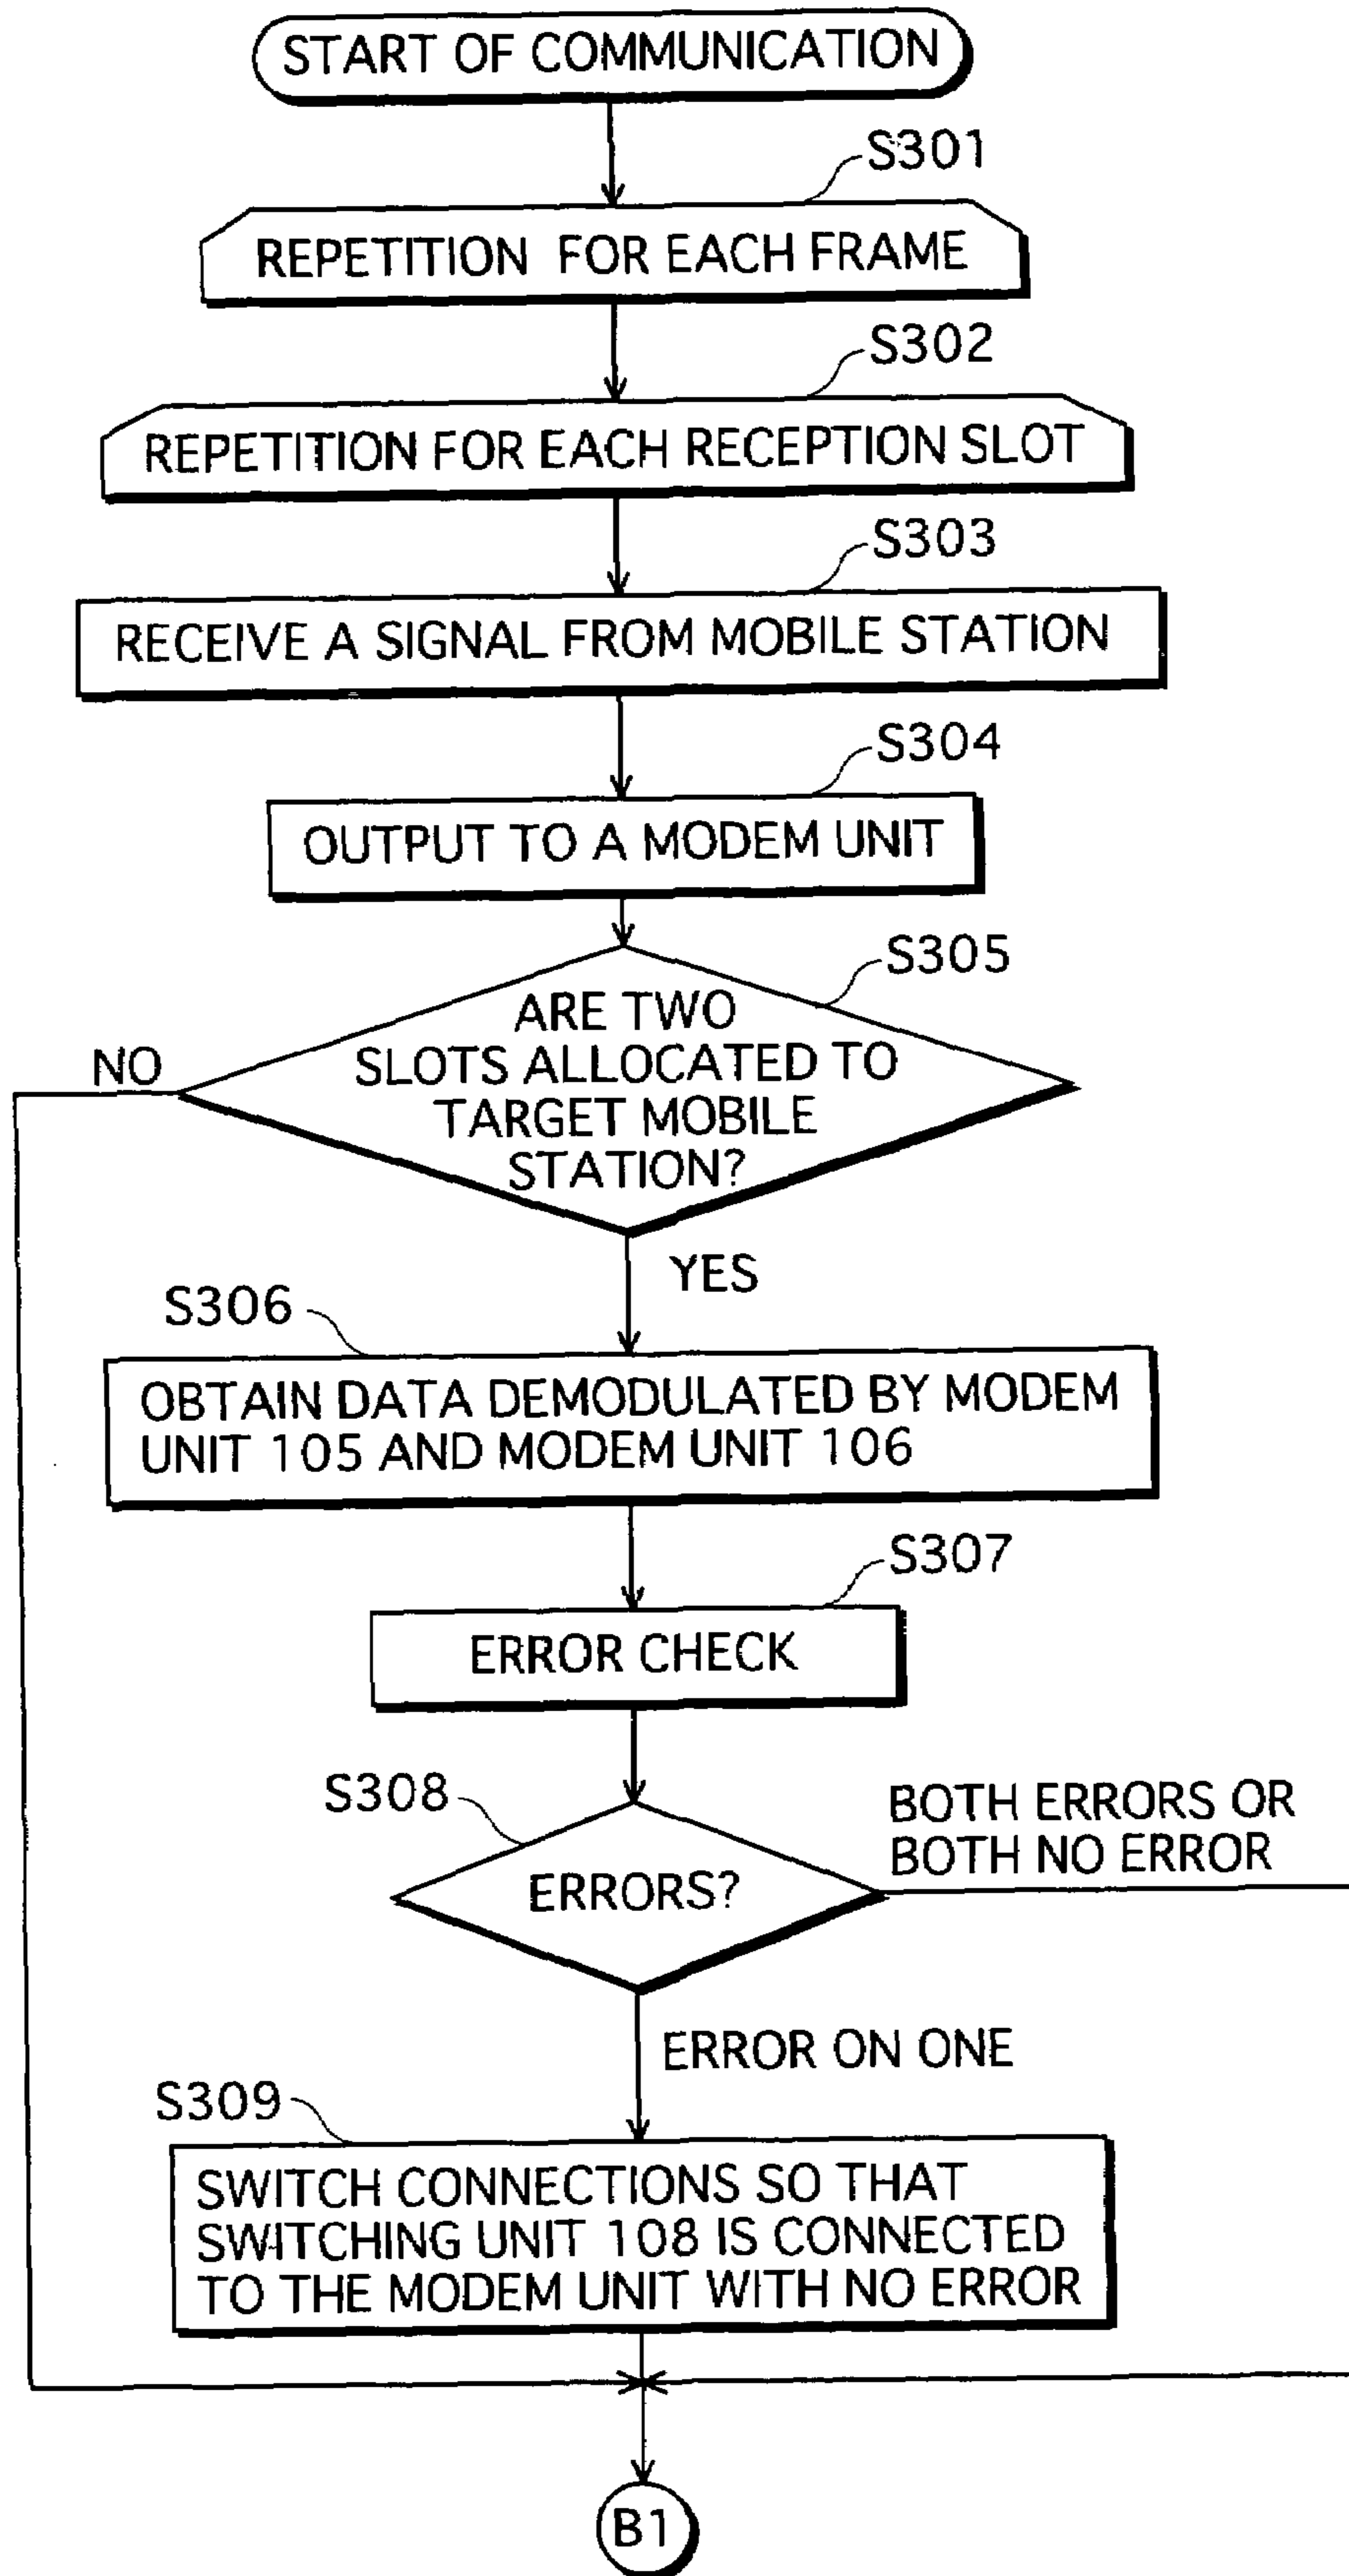 START OF COMMUNICATION
S301
REPETITION FOR EACH FRAME
S302
REPETITION FOR EACH RECEPTION SLOT
S303
RECEIVE A SIGNAL FROM MOBILE STATION
S304
OUTPUT TO A MODEM UNIT
S305
ARE TWO
SLOTS ALLOCATED TO
TARGET MOBILE
STATION?
NO
YES
S306
OBTAIN DATA DEMODULATED BY MODEM
UNIT 105 AND MODEM UNIT 106
S307
ERROR CHECK
S308
ERRORS?
BOTH ERRORS OR
BOTH NO ERROR
ERROR ON ONE
S309
SWITCH CONNECTIONS SO THAT
SWITCHING UNIT 108 IS CONNECTED
TO THE MODEM UNIT WITH NO ERROR
B1